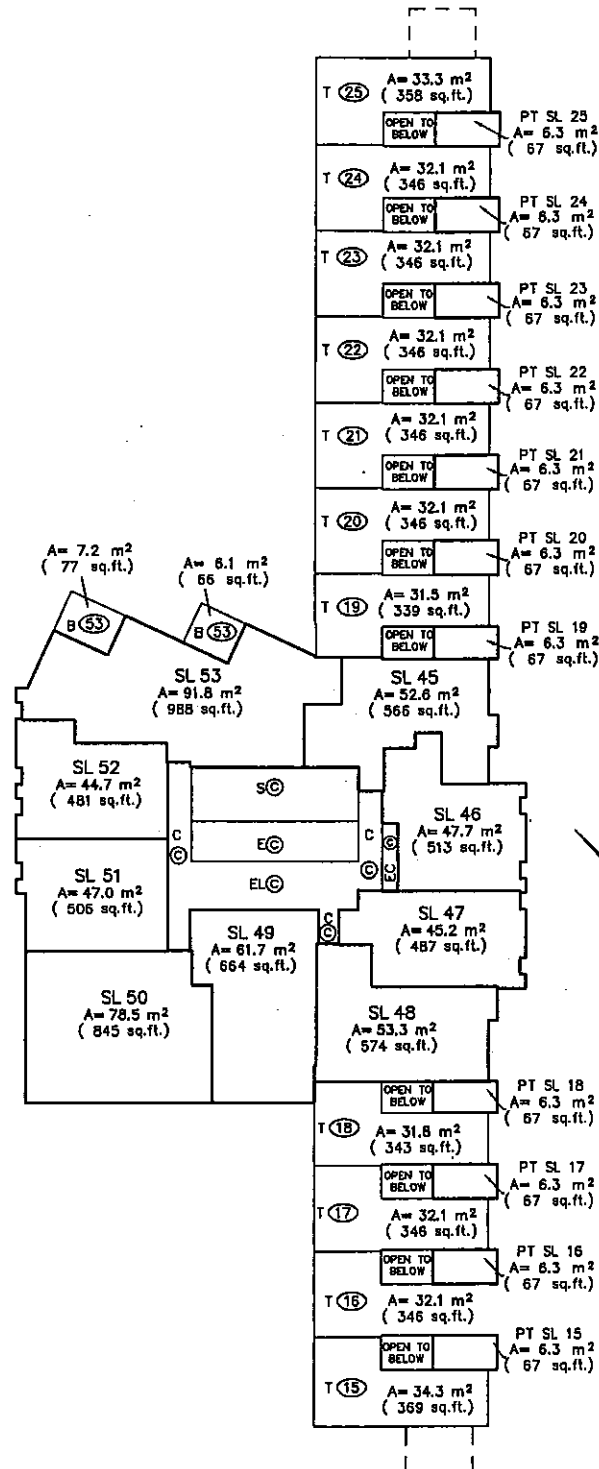 A= 33.3 m²
T 25
( 358 sq.ft.)
OPEN TO
BELOW
PT SL 25
A= 6.3 m²
( 67 sq.ft.)
A= 32.1 m²
T 24
( 346 sq.ft.)
OPEN TO
BELOW
PT SL 24
A= 6.3 m²
( 67 sq.ft.)
A= 32.1 m²
T 23
( 346 sq.ft.)
OPEN TO
BELOW
PT SL 23
A= 6.3 m²
( 67 sq.ft.)
A= 32.1 m²
T 22
( 346 sq.ft.)
OPEN TO
BELOW
PT SL 22
A= 6.3 m²
( 67 sq.ft.)
A= 32.1 m²
T 21
( 346 sq.ft.)
OPEN TO
BELOW
PT SL 21
A= 6.3 m²
( 67 sq.ft.)
A= 32.1 m²
T 20
( 346 sq.ft.)
OPEN TO
BELOW
PT SL 20
A= 6.3 m²
( 67 sq.ft.)
A= 31.5 m²
T 19
( 339 sq.ft.)
OPEN TO
BELOW
PT SL 19
A= 6.3 m²
( 67 sq.ft.)
A= 7.2 m²
( 77 sq.ft.)
B 53
A= 6.1 m²
( 66 sq.ft.)
B 53
SL 53
A= 91.8 m²
( 988 sq.ft.)
SL 45
A= 52.6 m²
( 566 sq.ft.)
SL 52
A= 44.7 m²
( 481 sq.ft.)
S C
E C
EL C
C
C
C
C
EC
C
SL 46
A= 47.7 m²
( 513 sq.ft.)
SL 51
A= 47.0 m²
( 506 sq.ft.)
C
C
SL 47
A= 45.2 m²
( 487 sq.ft.)
SL 49
A= 61.7 m²
( 664 sq.ft.)
SL 50
A= 78.5 m²
( 845 sq.ft.)
SL 48
A= 53.3 m²
( 574 sq.ft.)
OPEN TO
BELOW
PT SL 18
A= 6.3 m²
( 67 sq.ft.)
T 18
A= 31.8 m²
( 343 sq.ft.)
OPEN TO
BELOW
PT SL 17
A= 6.3 m²
( 67 sq.ft.)
T 17
A= 32.1 m²
( 346 sq.ft.)
OPEN TO
BELOW
PT SL 16
A= 6.3 m²
( 67 sq.ft.)
T 16
A= 32.1 m²
( 346 sq.ft.)
OPEN TO
BELOW
PT SL 15
A= 6.3 m²
( 67 sq.ft.)
T 15
A= 34.3 m²
( 369 sq.ft.)